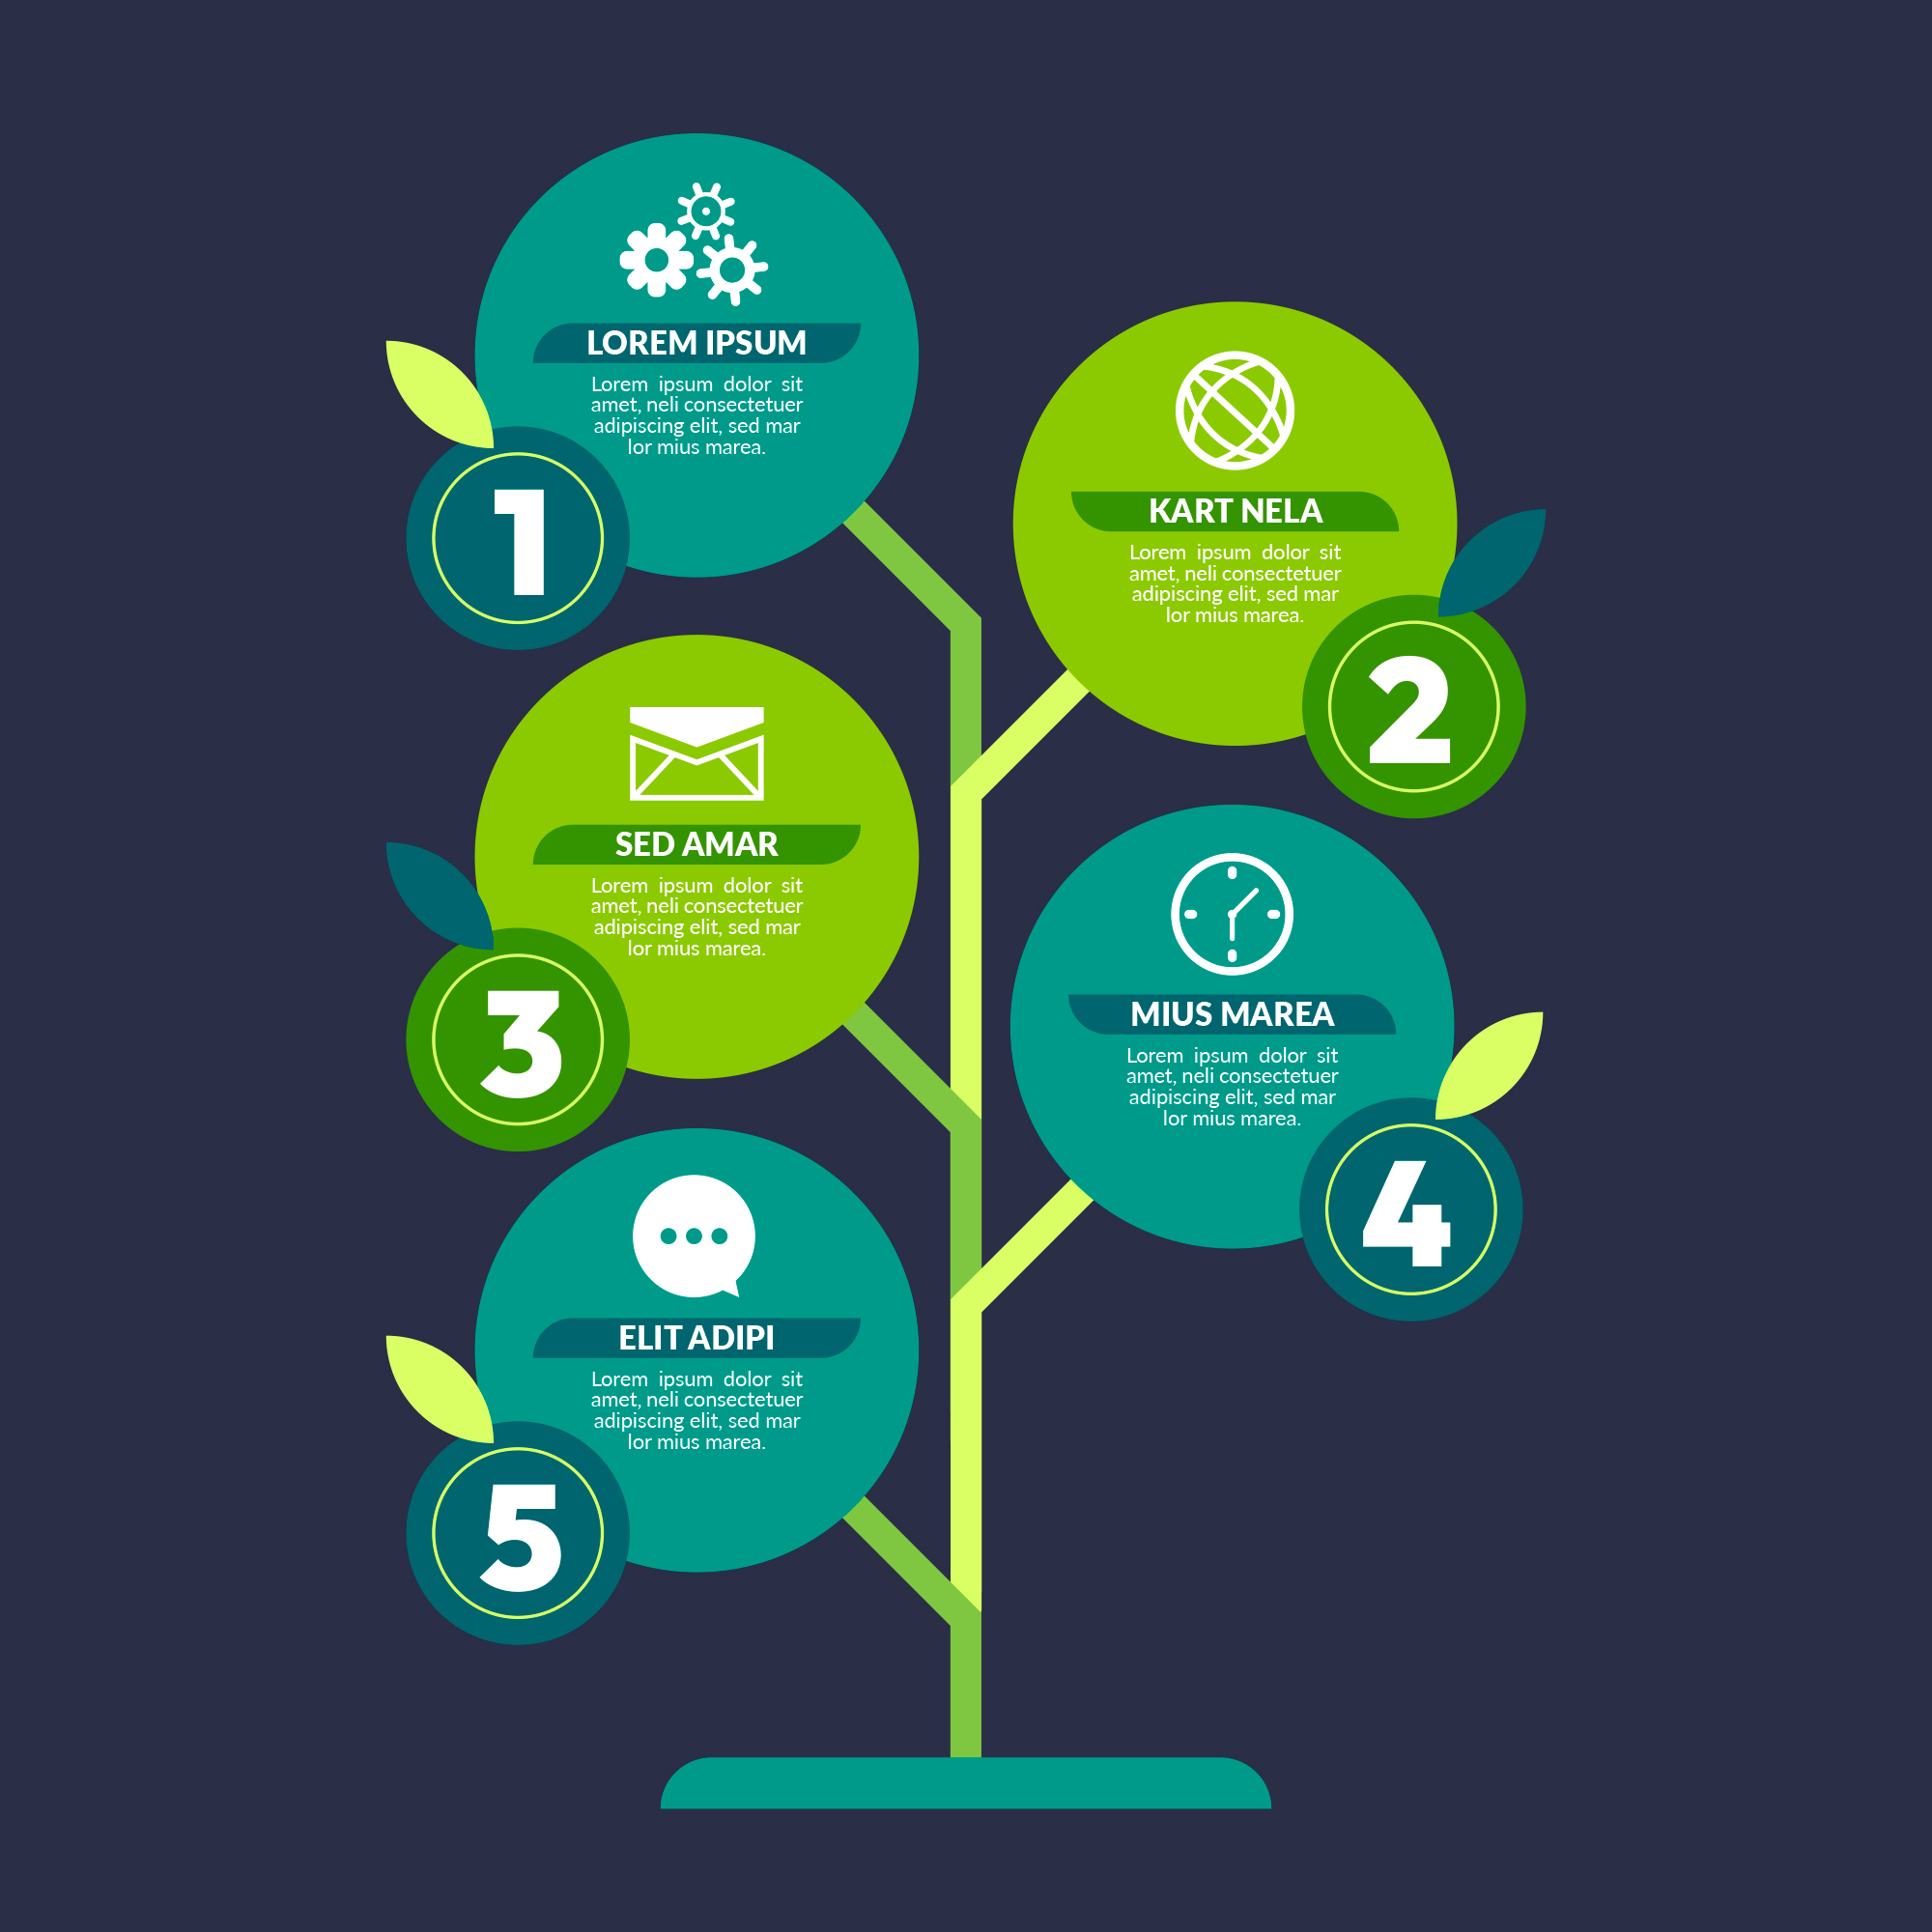 LOREM IPSUM
Lorem ipsum dolor sit
amet, neli consectetuer
adipiscing elit, sed mar
lor mius marea.
1
KART NELA
Lorem ipsum dolor sit
amet, neli consectetuer
adipiscing elit, sed mar
lor mius marea.
2
SED AMAR
Lorem ipsum dolor sit
amet, neli consectetuer
adipiscing elit, sed mar
lor mius marea.
3
MIUS MAREA
Lorem ipsum dolor sit
amet, neli consectetuer
adipiscing elit, sed mar
lor mius marea.
4
ELIT ADIPI
Lorem ipsum dolor sit
amet, neli consectetuer
adipiscing elit, sed mar
lor mius marea.
5